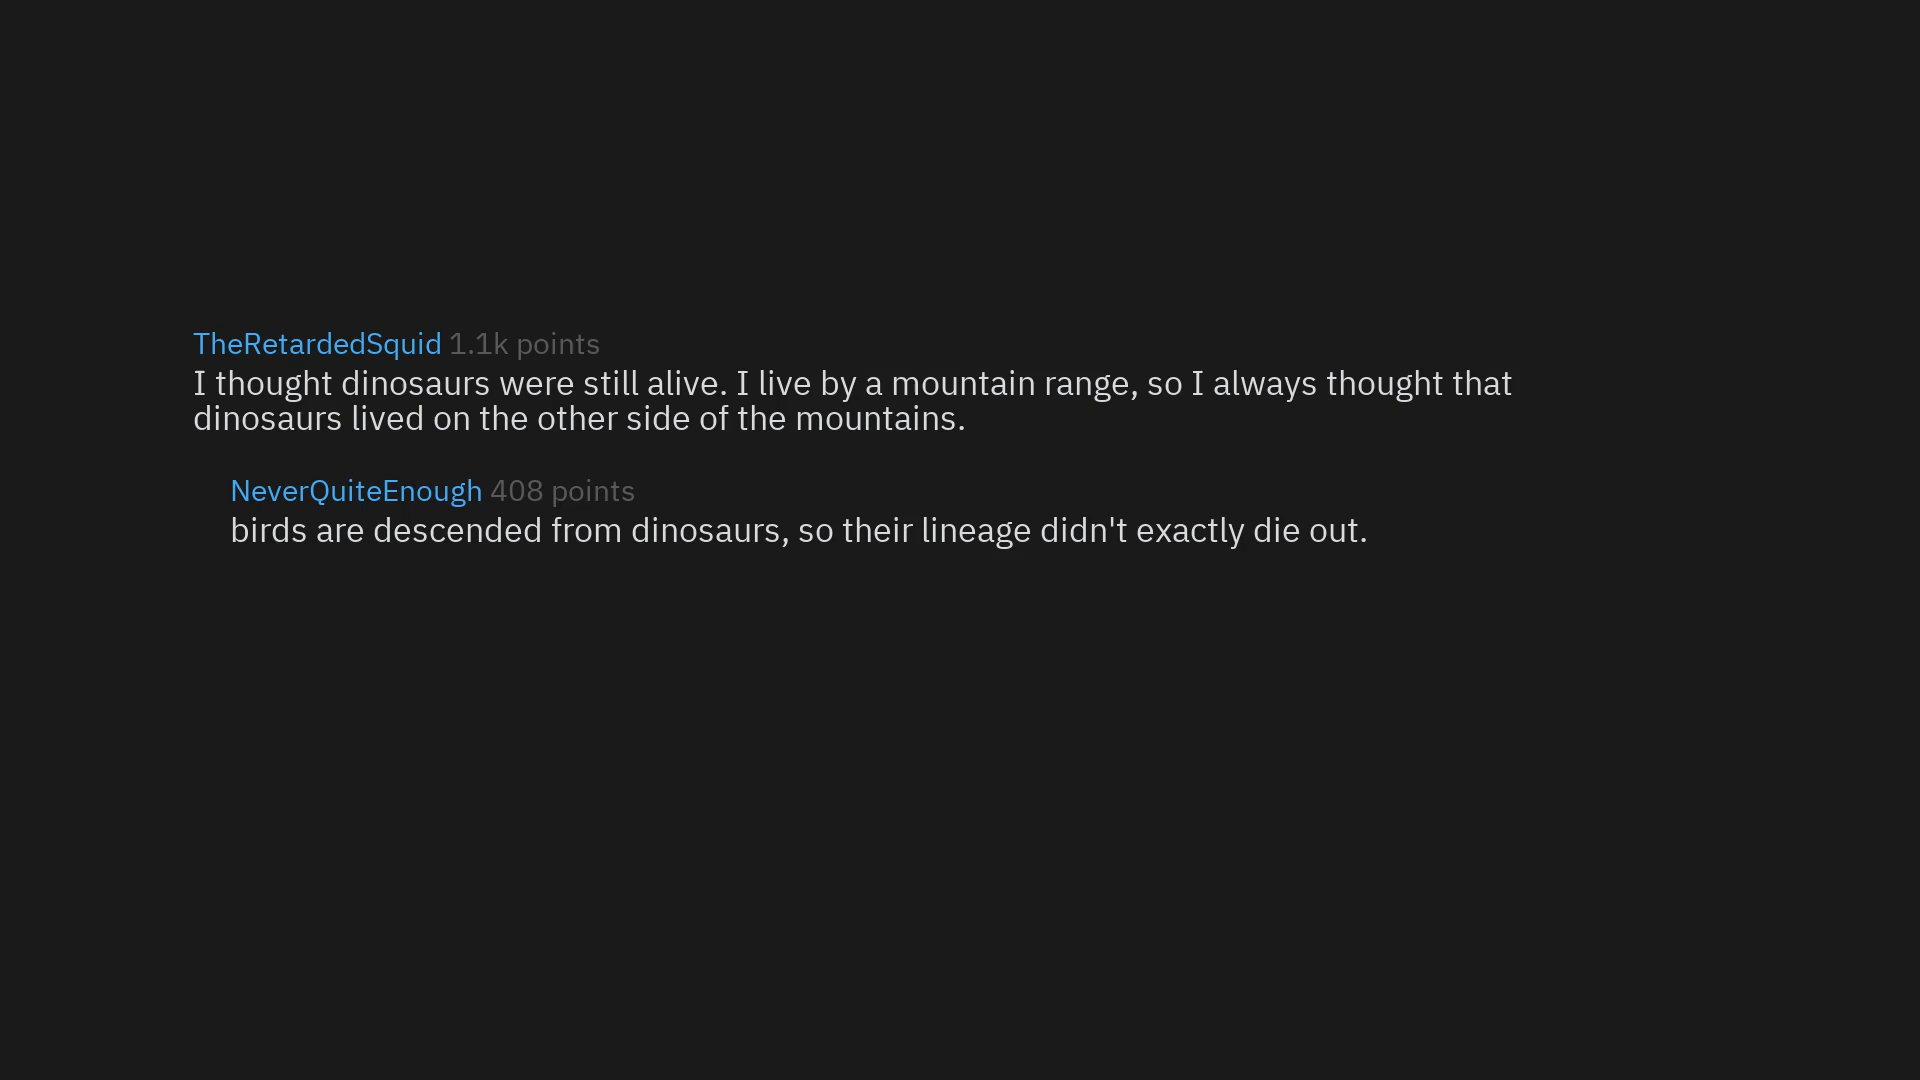 TheRetardedSquid 1.1k points
I thought dinosaurs were still alive. I live by a mountain range, so I always thought that
dinosaurs lived on the other side of the mountains.
NeverQuiteEnough 408 points
birds are descended from dinosaurs, so their lineage didn't exactly die out.